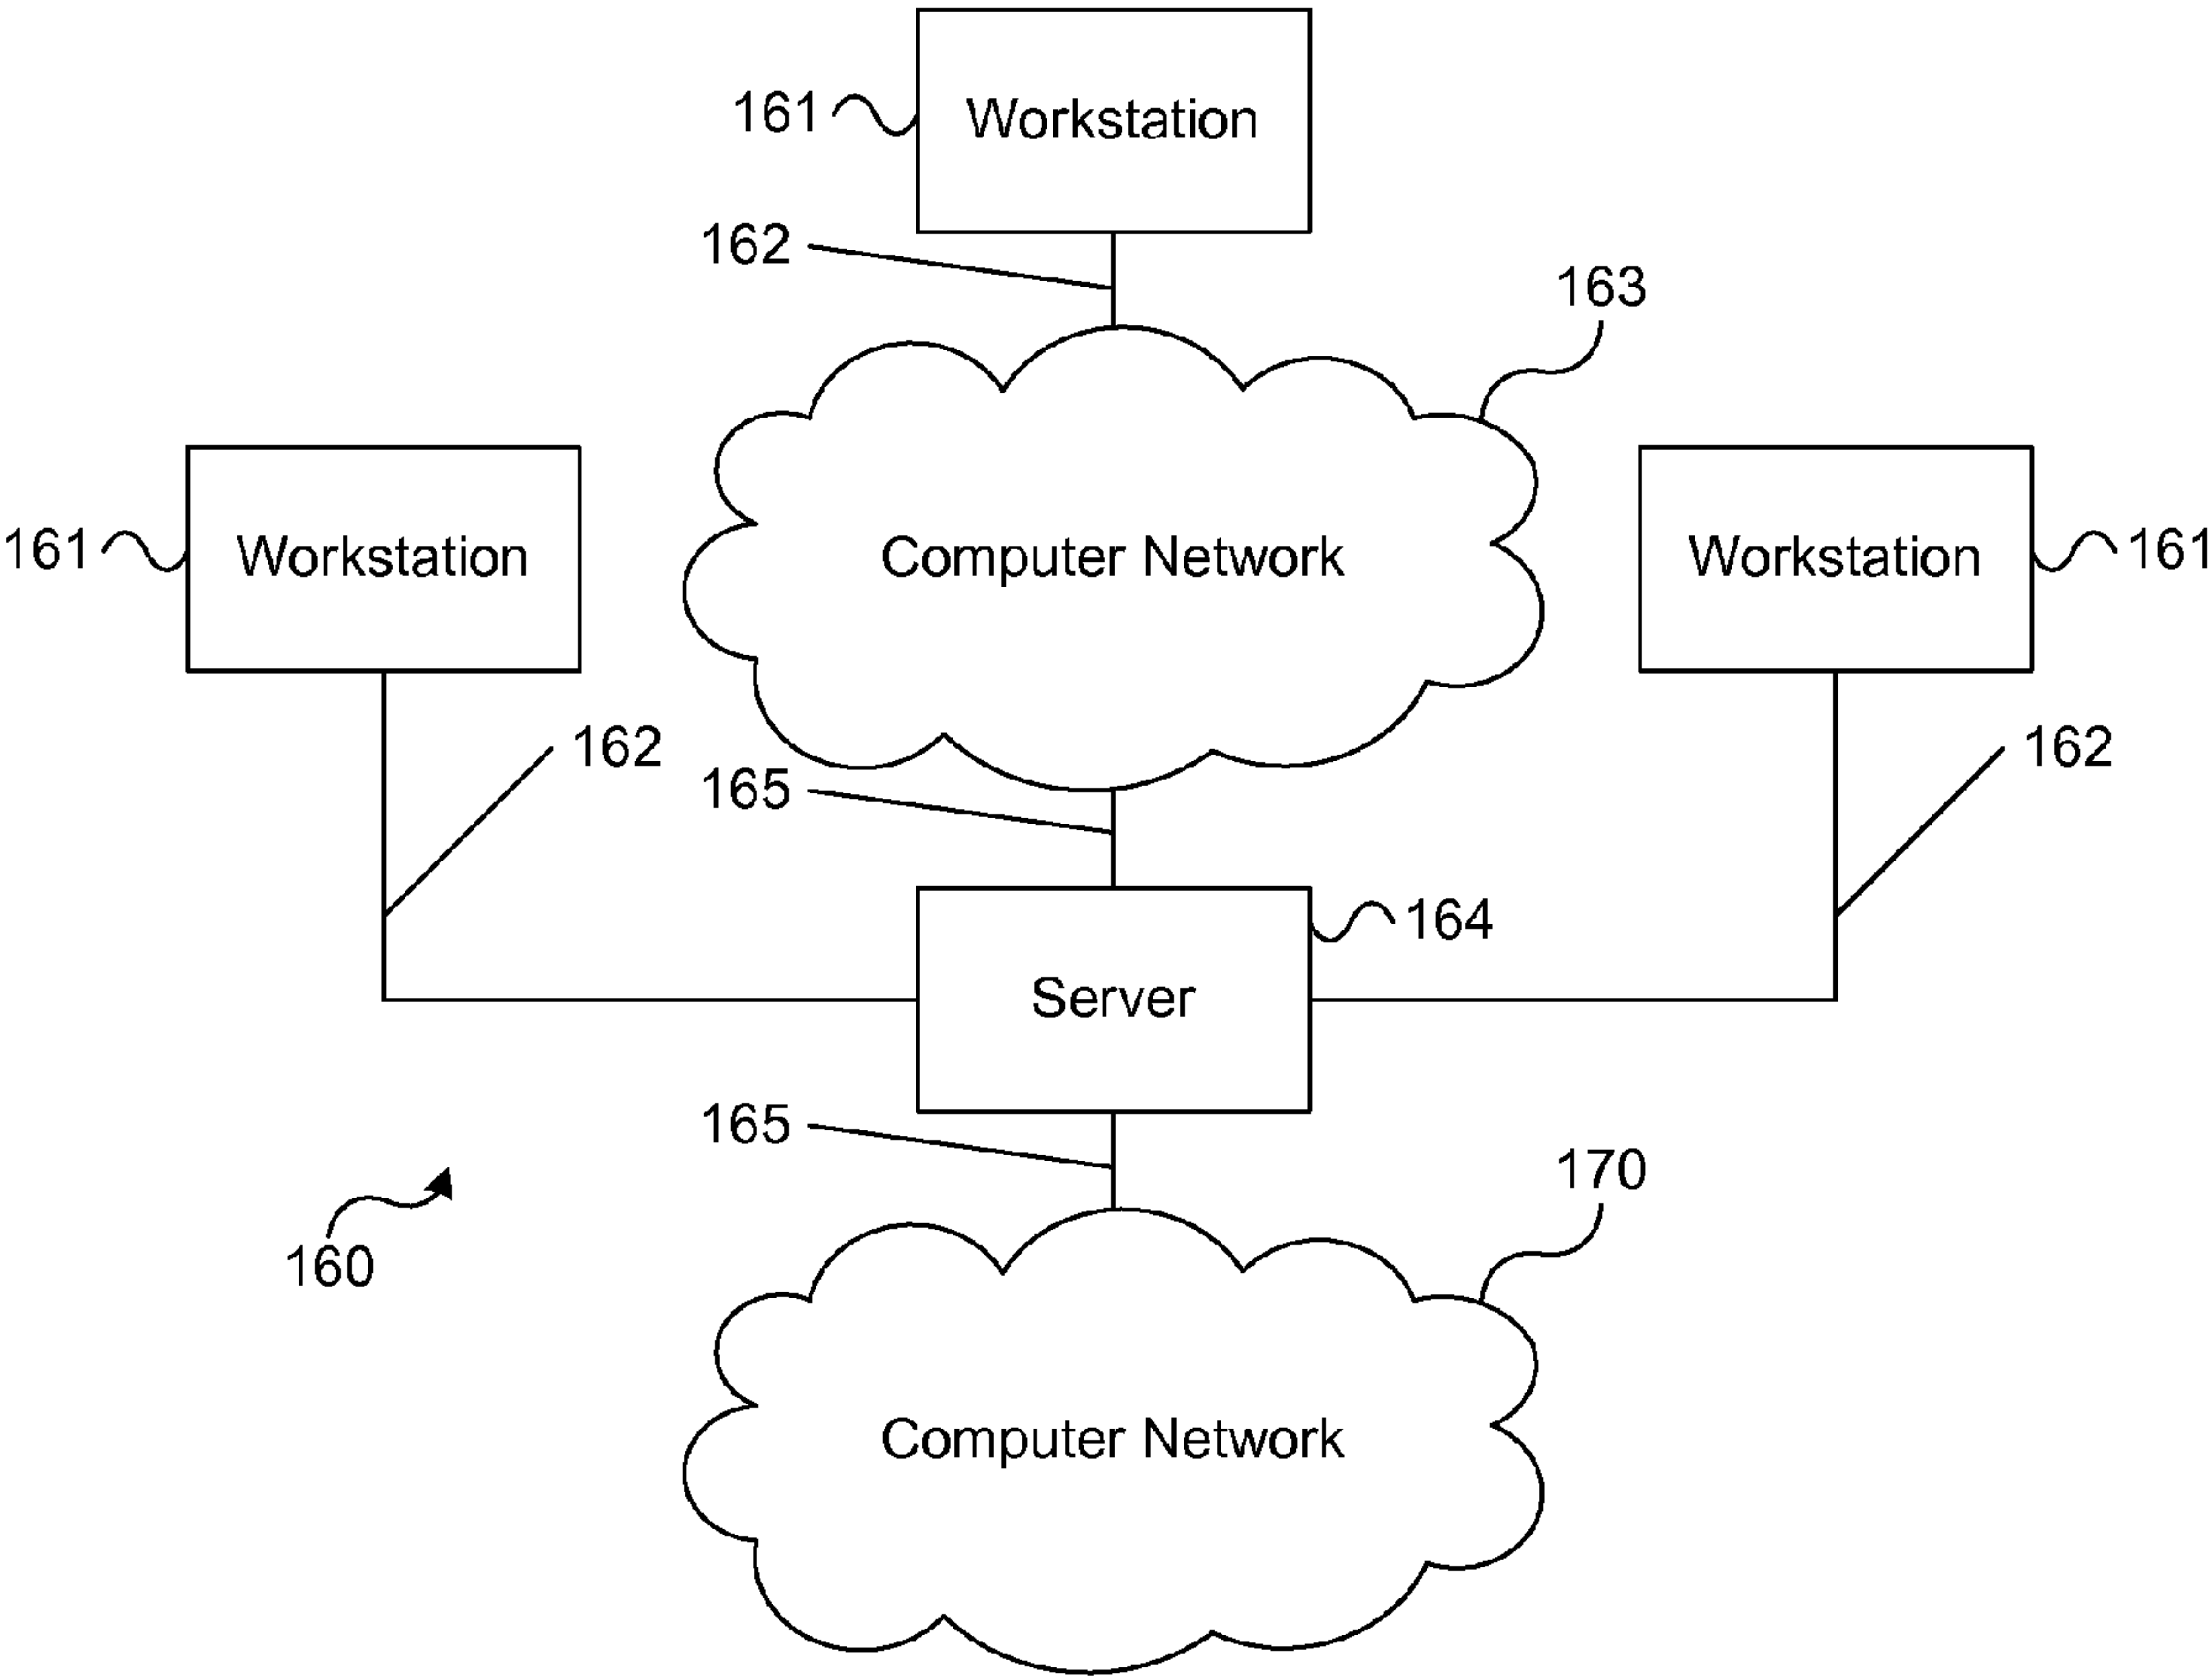 161
Workstation
162
163
161
Workstation
Computer Network
Workstation
161
162
162
165
164
Server
165
170
160
Computer Network